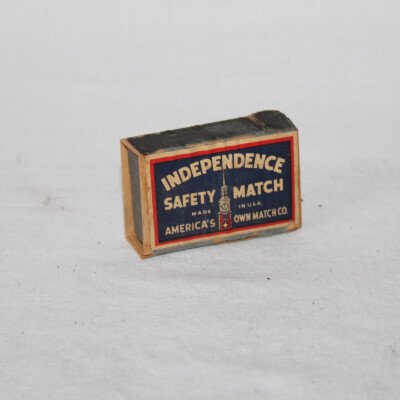 INDEPENDENCE
SAFETY MATCH
MADE IN U.S.A.
AMERICA'S OWN MATCH CO.